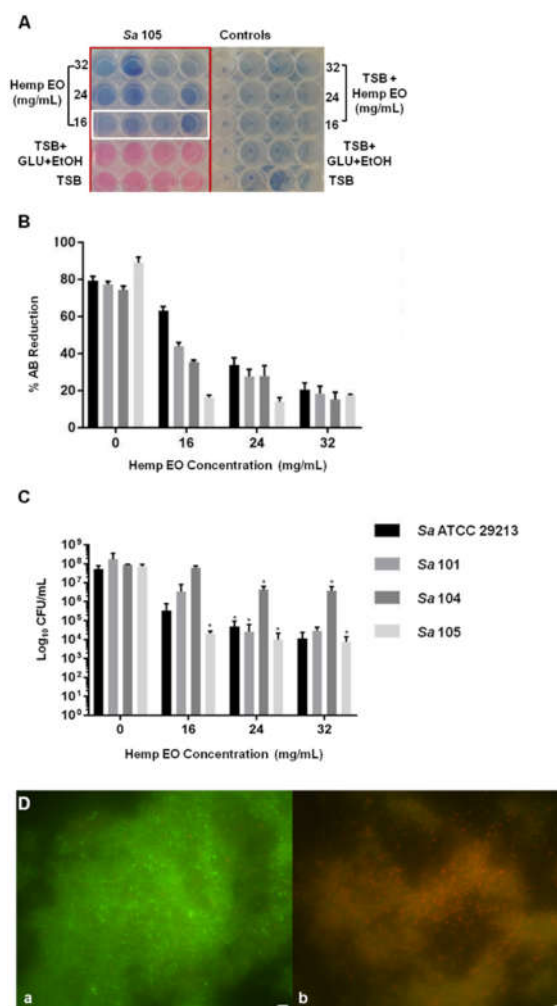 A
Sa 105 Controls
32
Hemp EO
(mg/mL)
24
16
TSB+
GLU+EtOH
TSB
32
TSB +
Hemp EO
(mg/mL)
24
16
TSB+
GLU+EtOH
TSB
B
100
80
60
40
20
0
% AB Reduction
0 16 24 32
Hemp EO Concentration (mg/mL)
C
10⁹
10⁸
10⁷
10⁶
10⁵
10⁴
10³
10²
10¹
10⁰
Log₁₀ CFU/mL
* * * * * * *
0 16 24 32
Hemp EO Concentration (mg/mL)
Sa ATCC 29213
Sa 101
Sa 104
Sa 105
D
a b